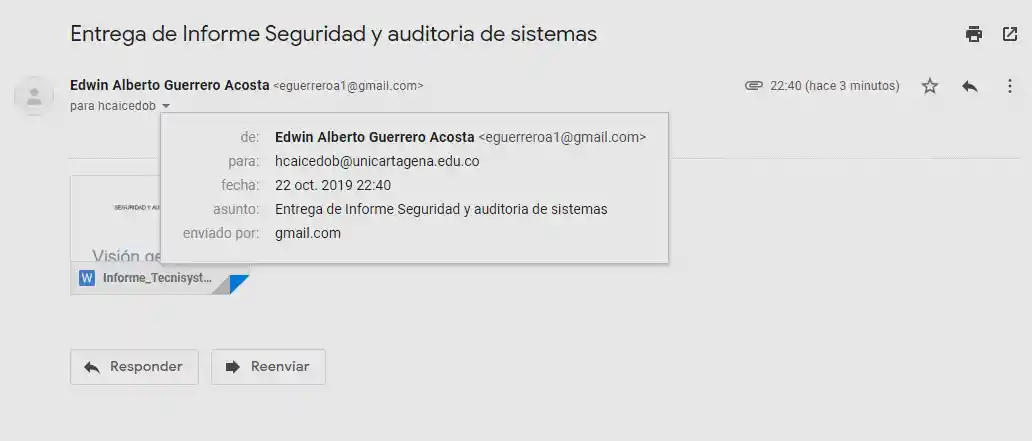 Entrega de Informe Seguridad y auditoria de sistemas
Edwin Alberto Guerrero Acosta <eguerreroa1@gmail.com>
22:40 (hace 3 minutos)
para hcaicedob
de: Edwin Alberto Guerrero Acosta <eguerreroa1@gmail.com>
para: hcaicedob@unicartagena.edu.co
fecha: 22 oct. 2019 22:40
asunto: Entrega de Informe Seguridad y auditoria de sistemas
enviado por: gmail.com
SEGURIDAD Y AU
Visión ge
W Informe_Tecnisyst...
Responder
Reenviar